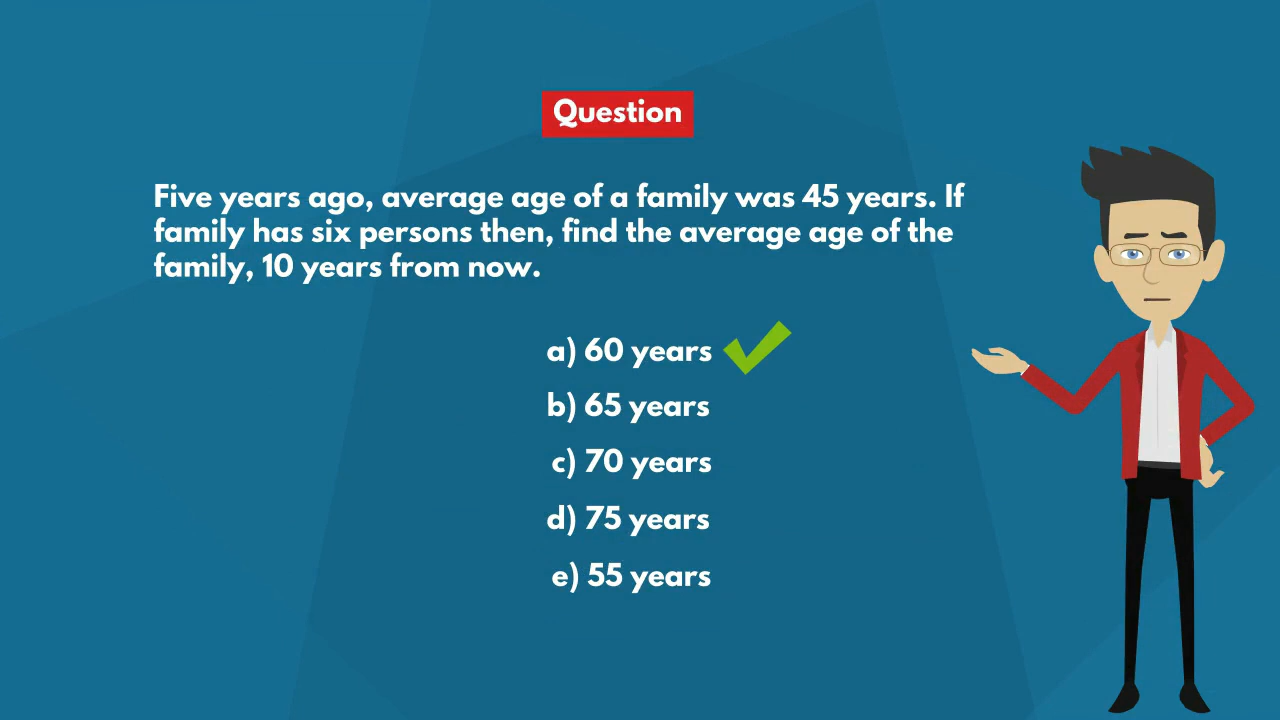 Question
Five years ago, average age of a family was 45 years. If
family has six persons then, find the average age of the
family, 10 years from now.
a) 60 years
b) 65 years
c) 70 years
d) 75 years
e) 55 years